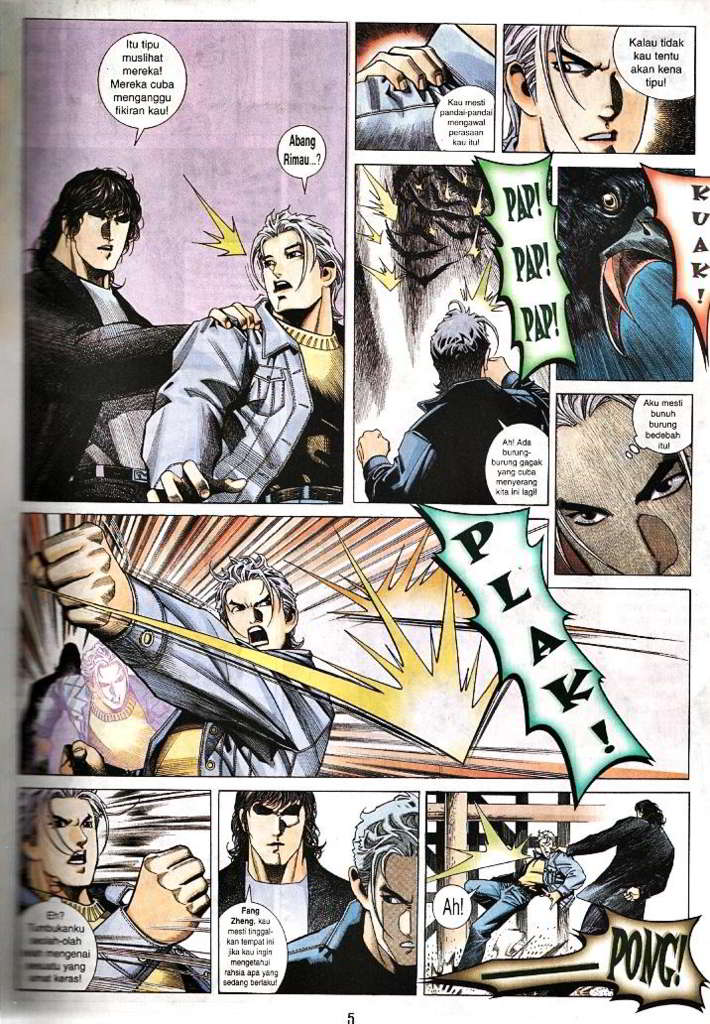 Itu tipu
muslihat
mereka!
Mereka cuba
menganggu
fikiran kau!
Abang
Rimau...?
Kau mesti
pandai-pandai
mengawal
perasaan
kau itu!
Kalau tidak
kau tentu
akan kena
tipu!
PAP!
PAP!
PAP!
KUAK!
Ah! Ada
burung-
burung gagak
yang cuba
menyerang
kita ini lagi!
Aku mesti
bunuh
burung
bedebah
itu!
PLAK!
Eh?
Tumbukanku
seolah-olah
mengenai
sesuatu yang
amat keras!
Fang
Zheng, kau
mesti tinggal-
kan tempat ini
jika kau ingin
mengetahui
rahsia apa yang
sedang berlaku!
Ah!
PONG!
5